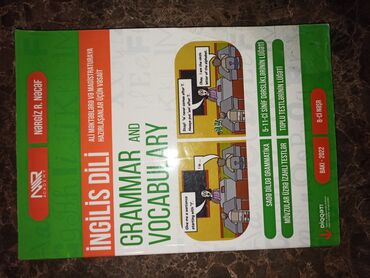 NƏRGİZ R. NƏCƏF
NR
ALİ MƏKTƏBLƏRƏ VƏ MAGİSTRATURAYA
HAZIRLAŞANLAR ÜÇÜN VƏSAİT
İNGİLİS DİLİ
GRAMMAR AND
VOCABULARY
SADƏ DİLDƏ QRAMMATİKA
5-11-Cİ SİNİF DƏRSLİKLƏRİNİN LÜĞƏTİ
MÖVZULAR ÜZRƏ İZAHLI TESTLƏR
TOPLU TESTLƏRİNİN LÜĞƏTİ
BAKI - 2022
8-Cİ NƏŞR